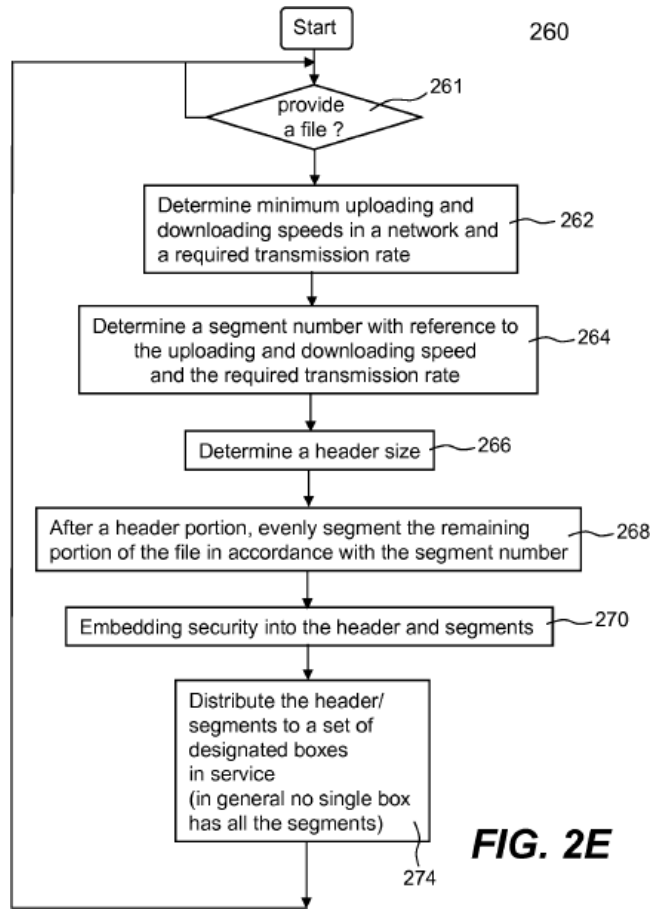 Start
260
provide
a file ?
261
Determine minimum uploading and
downloading speeds in a network and
a required transmission rate
262
Determine a segment number with reference to
the uploading and downloading speed
and the required transmission rate
264
Determine a header size
266
After a header portion, evenly segment the remaining
portion of the file in accordance with the segment number
268
Embedding security into the header and segments
270
Distribute the header/
segments to a set of
designated boxes
in service
(in general no single box
has all the segments)
274
FIG. 2E